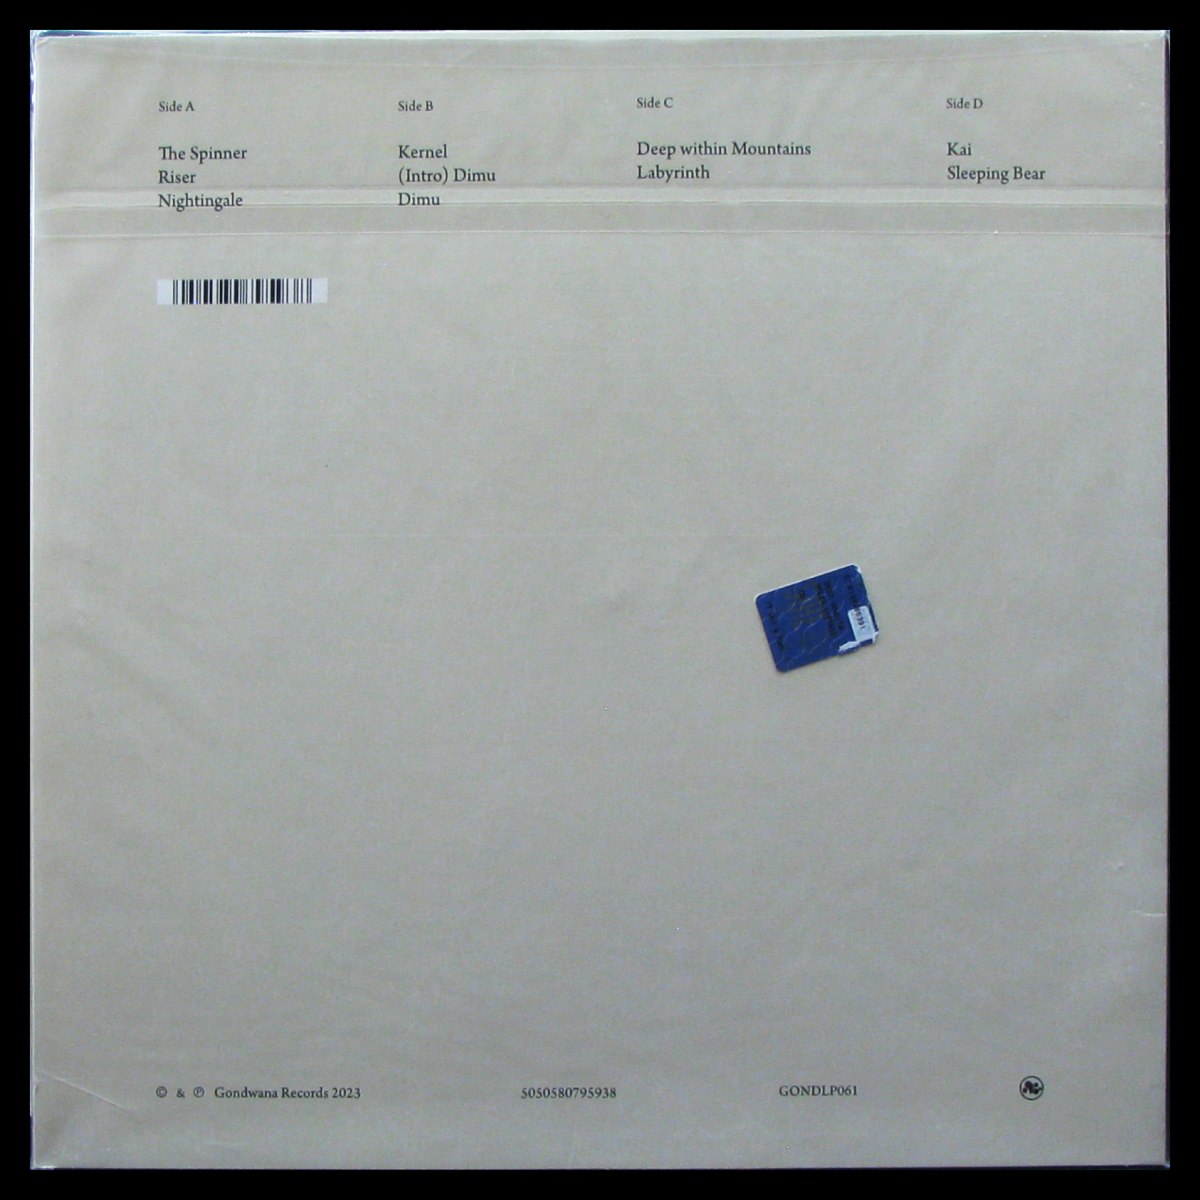 Side A
The Spinner
Riser
Nightingale
Side B
Kernel
(Intro) Dimu
Dimu
Side C
Deep within Mountains
Labyrinth
Side D
Kai
Sleeping Bear
© & ℗ Gondwana Records 2023
5050580795938
GONDLP061